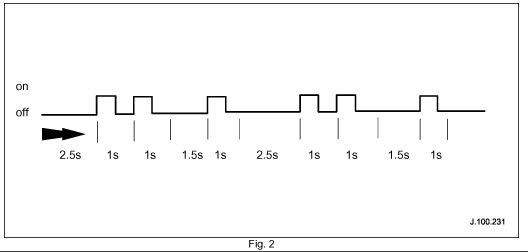 on
off
2.5s 1s 1s 1.5s 1s 2.5s 1s 1s 1.5s 1s
J.100.231
Fig. 2